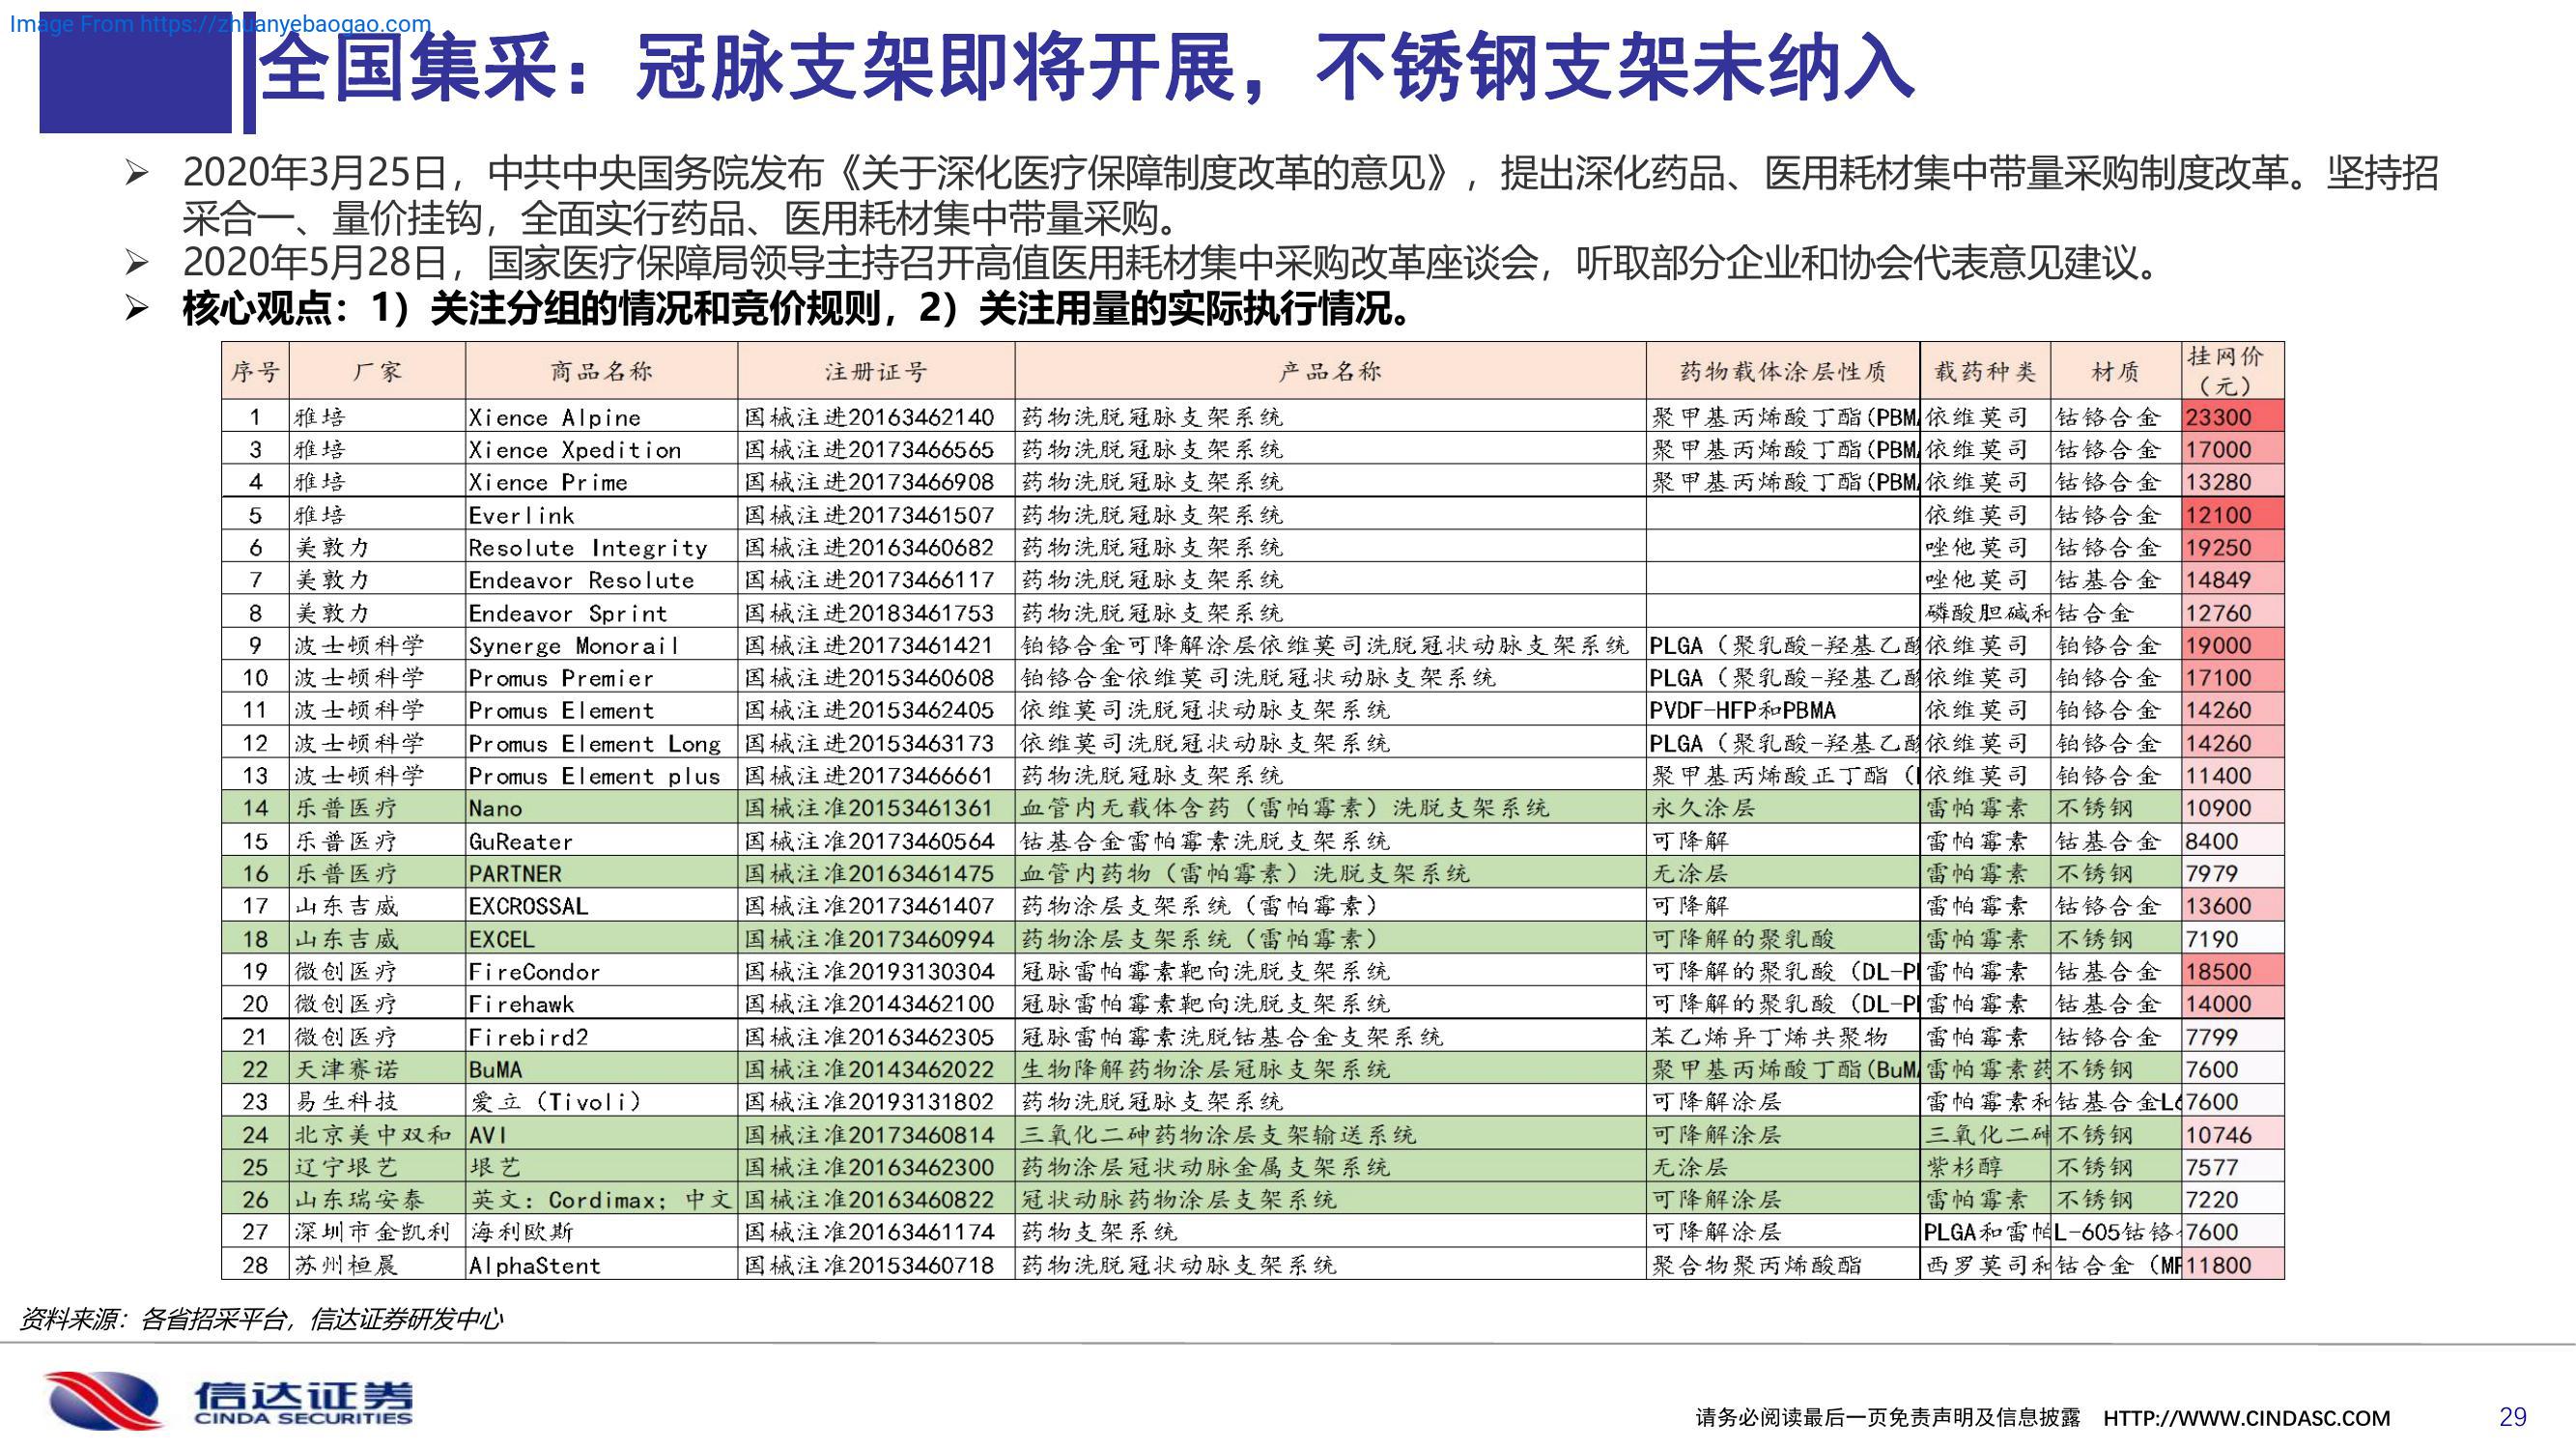 Image From https://zhuanyebaogao.com
全国集采：冠脉支架即将开展，不锈钢支架未纳入
➢ 2020年3月25日，中共中央国务院发布《关于深化医疗保障制度改革的意见》，提出深化药品、医用耗材集中带量采购制度改革。坚持招
采合一、量价挂钩，全面实行药品、医用耗材集中带量采购。
➢ 2020年5月28日，国家医疗保障局领导主持召开高值医用耗材集中采购改革座谈会，听取部分企业和协会代表意见建议。
➢ 核心观点：1）关注分组的情况和竞价规则，2）关注用量的实际执行情况。
序号 厂家 商品名称 注册证号 产品名称 药物载体涂层性质 载药种类 材质 挂网价（元）
1 雅培 Xience Alpine 国械注进20163462140 药物洗脱冠脉支架系统 聚甲基丙烯酸丁酯(PBM 依维莫司 钴铬合金 23300
3 雅培 Xience Xpedition 国械注进20173466565 药物洗脱冠脉支架系统 聚甲基丙烯酸丁酯(PBM 依维莫司 钴铬合金 17000
4 雅培 Xience Prime 国械注进20173466908 药物洗脱冠脉支架系统 聚甲基丙烯酸丁酯(PBM 依维莫司 钴铬合金 13280
5 雅培 Everlink 国械注进20173461507 药物洗脱冠脉支架系统 依维莫司 钴铬合金 12100
6 美敦力 Resolute Integrity 国械注进20163460682 药物洗脱冠脉支架系统 唑他莫司 钴铬合金 19250
7 美敦力 Endeavor Resolute 国械注进20173466117 药物洗脱冠脉支架系统 唑他莫司 钴基合金 14849
8 美敦力 Endeavor Sprint 国械注进20183461753 药物洗脱冠脉支架系统 磷酸胆碱和 钴合金 12760
9 波士顿科学 Synerge Monorail 国械注进20173461421 铂铬合金可降解涂层依维莫司洗脱冠状动脉支架系统 PLGA（聚乳酸-羟基乙酸 依维莫司 铂铬合金 19000
10 波士顿科学 Promus Premier 国械注进20153460608 铂铬合金依维莫司洗脱冠状动脉支架系统 PLGA（聚乳酸-羟基乙酸 依维莫司 铂铬合金 17100
11 波士顿科学 Promus Element 国械注进20153462405 依维莫司洗脱冠状动脉支架系统 PVDF-HFP和PBMA 依维莫司 铂铬合金 14260
12 波士顿科学 Promus Element Long 国械注进20153463173 依维莫司洗脱冠状动脉支架系统 PLGA（聚乳酸-羟基乙酸 依维莫司 铂铬合金 14260
13 波士顿科学 Promus Element plus 国械注进20173466661 药物洗脱冠脉支架系统 聚甲基丙烯酸正丁酯（ 依维莫司 铂铬合金 11400
14 乐普医疗 Nano 国械注准20153461361 血管内无载体含药（雷帕霉素）洗脱支架系统 永久涂层 雷帕霉素 不锈钢 10900
15 乐普医疗 GuReater 国械注准20173460564 钴基合金雷帕霉素洗脱支架系统 可降解 雷帕霉素 钴基合金 8400
16 乐普医疗 PARTNER 国械注准20163461475 血管内药物（雷帕霉素）洗脱支架系统 无涂层 雷帕霉素 不锈钢 7979
17 山东吉威 EXCROSSAL 国械注准20173461407 药物涂层支架系统（雷帕霉素） 可降解 雷帕霉素 钴铬合金 13600
18 山东吉威 EXCEL 国械注准20173460994 药物涂层支架系统（雷帕霉素） 可降解的聚乳酸 雷帕霉素 不锈钢 7190
19 微创医疗 FireCondor 国械注准20193130304 冠脉雷帕霉素靶向洗脱支架系统 可降解的聚乳酸（DL-P 雷帕霉素 钴基合金 18500
20 微创医疗 Firehawk 国械注准20143462100 冠脉雷帕霉素靶向洗脱支架系统 可降解的聚乳酸（DL-P 雷帕霉素 钴基合金 14000
21 微创医疗 Firebird2 国械注准20163462305 冠脉雷帕霉素洗脱钴基合金支架系统 苯乙烯异丁烯共聚物 雷帕霉素 钴铬合金 7799
22 天津赛诺 BuMA 国械注准20143462022 生物降解药物涂层冠脉支架系统 聚甲基丙烯酸丁酯(BuM 雷帕霉素药 不锈钢 7600
23 易生科技 爱立（Tivoli） 国械注准20193131802 药物洗脱冠脉支架系统 可降解涂层 雷帕霉素和 钴基合金L 7600
24 北京美中双和 AVI 国械注准20173460814 三氧化二砷药物涂层支架输送系统 可降解涂层 三氧化二砷 不锈钢 10746
25 辽宁垠艺 垠艺 国械注准20163462300 药物涂层冠状动脉金属支架系统 无涂层 紫杉醇 不锈钢 7577
26 山东瑞安泰 英文：Cordimax；中文 国械注准20163460822 冠状动脉药物涂层支架系统 可降解涂层 雷帕霉素 不锈钢 7220
27 深圳市金凯利 海利欧斯 国械注准20163461174 药物支架系统 可降解涂层 PLGA和雷帕 L-605钴铬 7600
28 苏州桓晨 AlphaStent 国械注准20153460718 药物洗脱冠状动脉支架系统 聚合物聚丙烯酸酯 西罗莫司和 钴合金（M 11800
资料来源：各省招采平台，信达证券研发中心
信达证券
CINDA SECURITIES
请务必阅读最后一页免责声明及信息披露 HTTP://WWW.CINDASC.COM 29